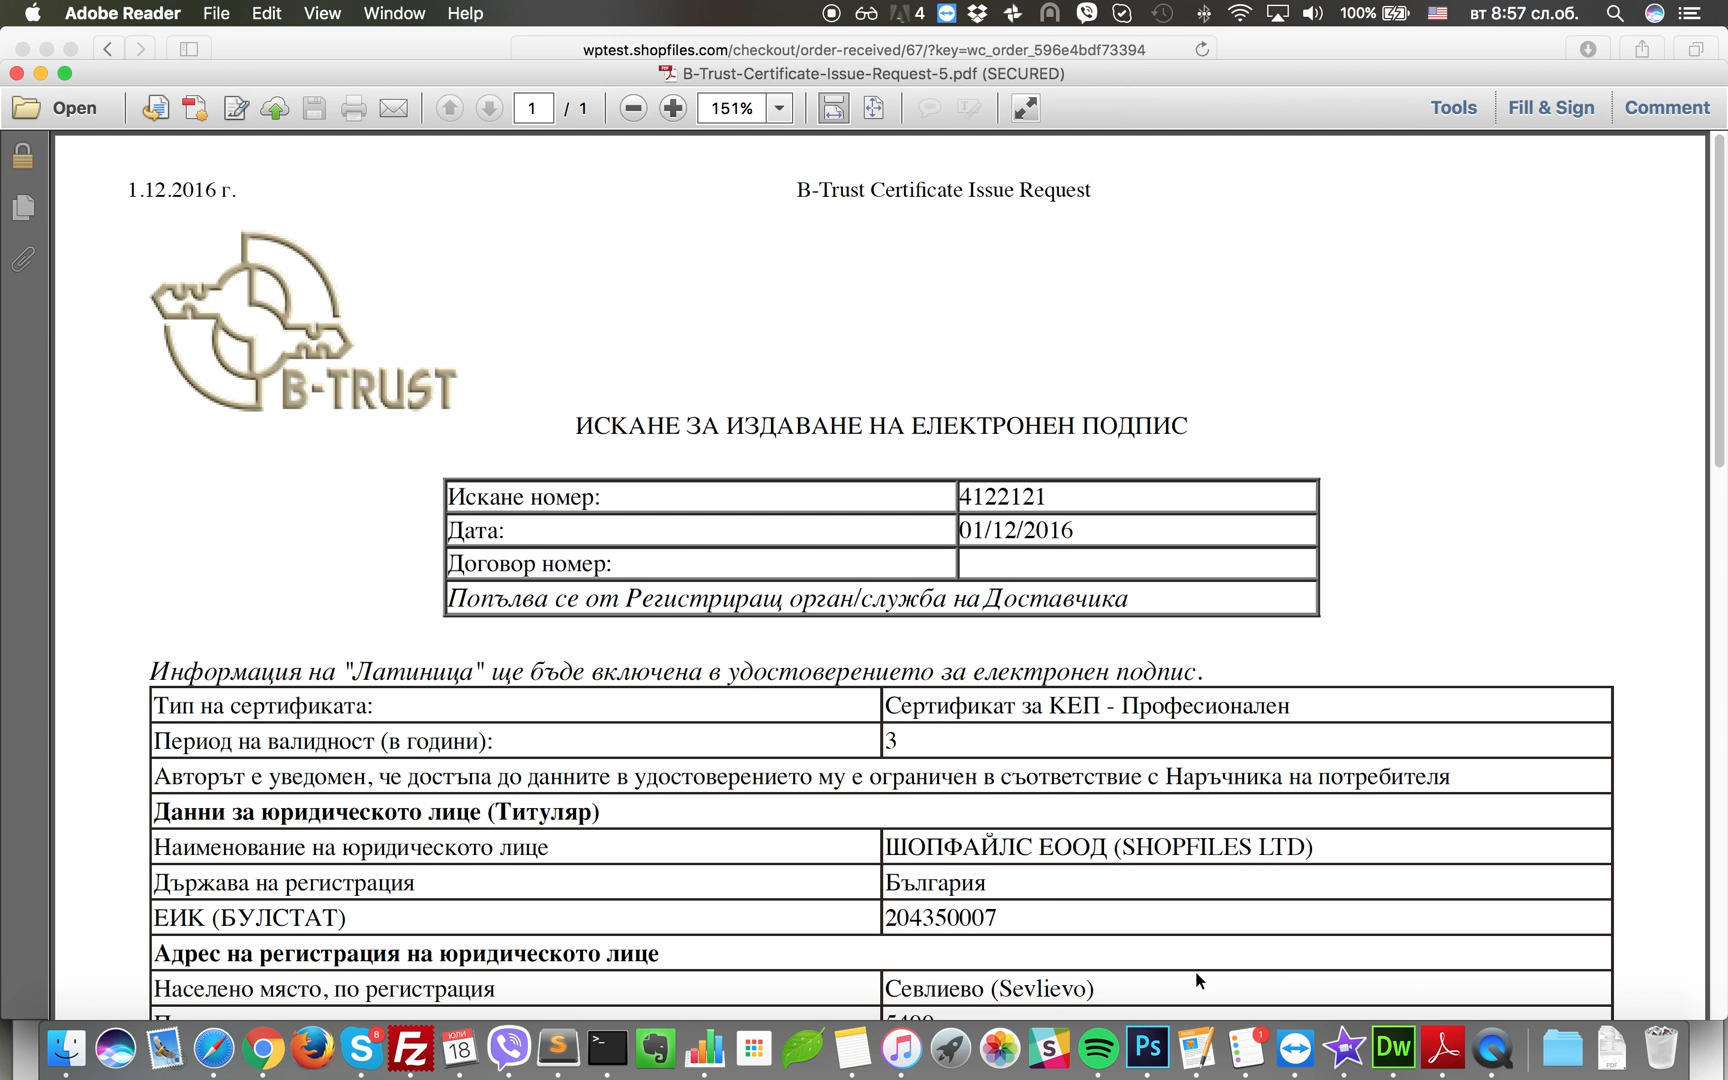 Adobe Reader File Edit View Window Help 4 100% вт 8:57 сл.об.
wptest.shopfiles.com/checkout/order-received/67/?key=wc_order_596e4bdf73394
B-Trust-Certificate-Issue-Request-5.pdf (SECURED)
Open 1 / 1 151% Tools Fill & Sign Comment
1.12.2016 г. B-Trust Certificate Issue Request
B-TRUST
ИСКАНЕ ЗА ИЗДАВАНЕ НА ЕЛЕКТРОНЕН ПОДПИС
Искане номер: 4122121
Дата: 01/12/2016
Договор номер:
Попълва се от Регистриращ орган/служба на Доставчика
Информация на "Латиница" ще бъде включена в удостоверението за електронен подпис.
Тип на сертификата: Сертификат за КЕП - Професионален
Период на валидност (в години): 3
Авторът е уведомен, че достъпа до данните в удостоверението му е ограничен в съответствие с Наръчника на потребителя
Данни за юридическото лице (Титуляр)
Наименование на юридическото лице ШОПФАЙЛС ЕООД (SHOPFILES LTD)
Държава на регистрация България
ЕИК (БУЛСТАТ) 204350007
Адрес на регистрация на юридическото лице
Населено място, по регистрация Севлиево (Sevlievo)
8 Fz ЮЛИ 18 S S Ps 1 Dw PDF